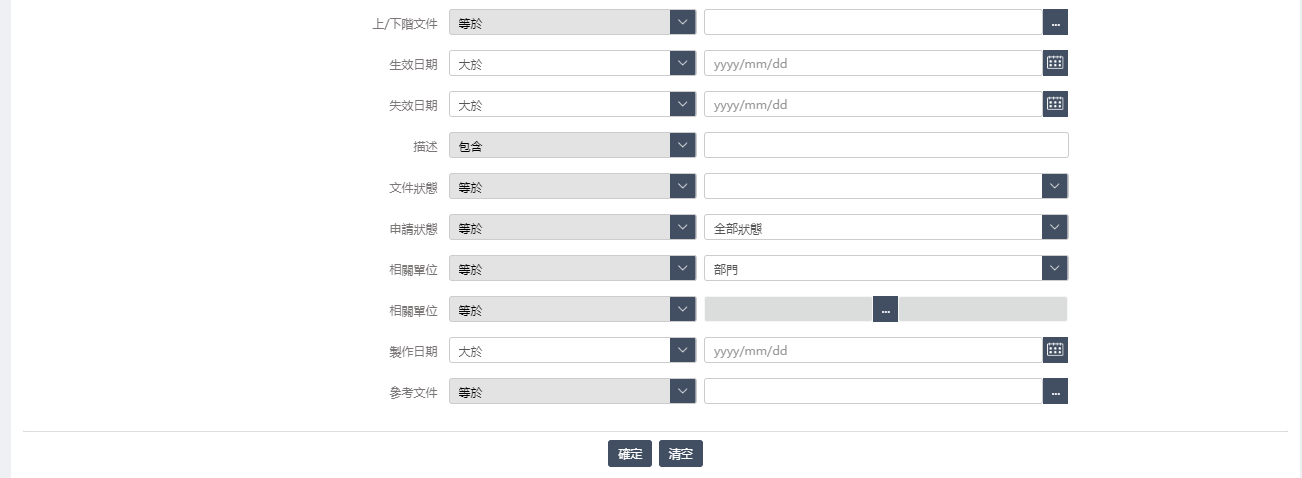 上/下階文件 等於 ...
生效日期 大於 yyyy/mm/dd
失效日期 大於 yyyy/mm/dd
描述 包含
文件狀態 等於
申請狀態 等於 全部狀態
相關單位 等於 部門
相關單位 等於 ...
製作日期 大於 yyyy/mm/dd
參考文件 等於 ...
確定 清空